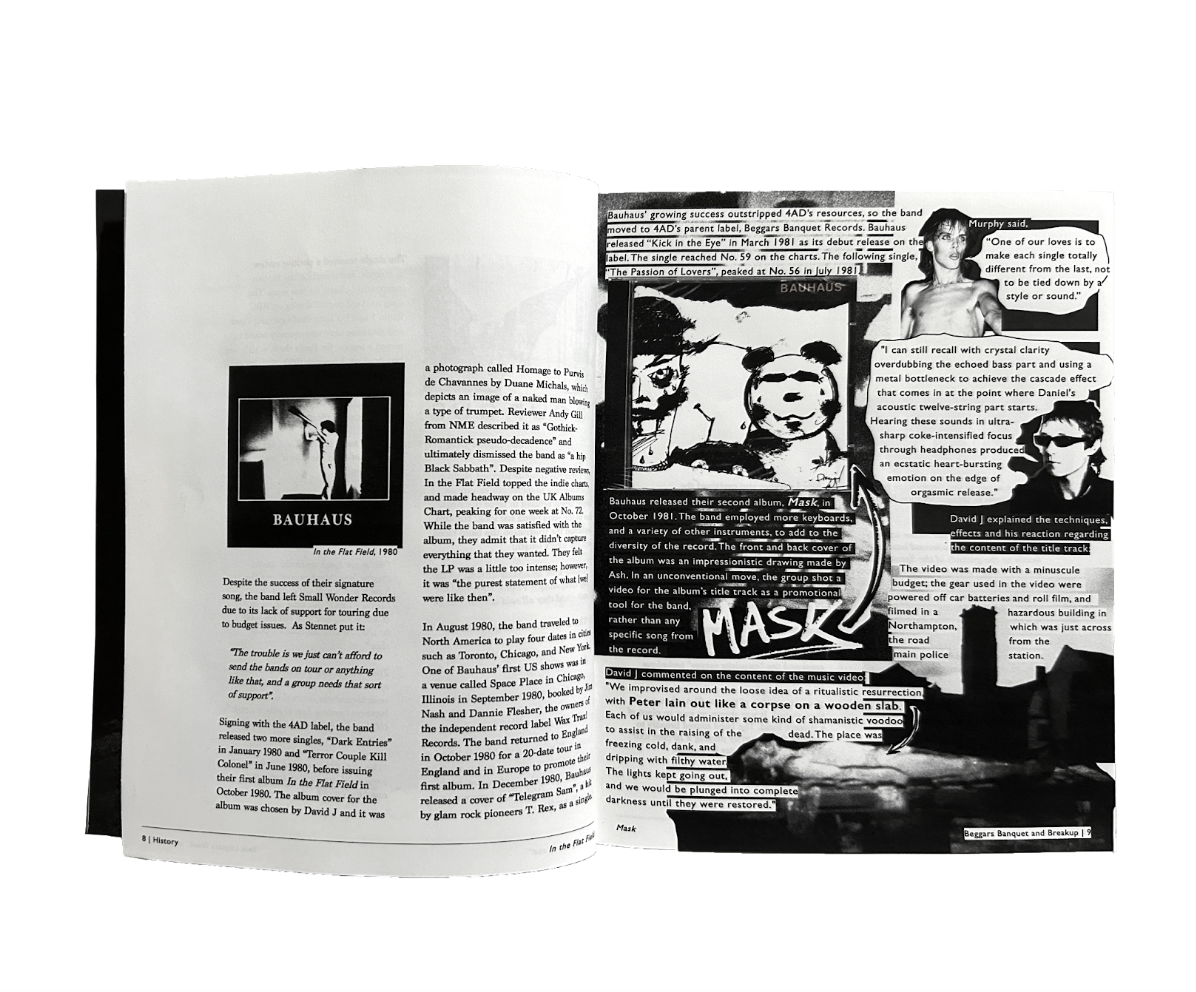 BAUHAUS
In the Flat Field, 1980
Despite the success of their signature
song, the band left Small Wonder Records
due to its lack of support for touring due
to budget issues. As Stennet put it:
"The trouble is we just can't afford to
send the bands on tour or anything
like that, and a group needs that sort
of support".
Signing with the 4AD label, the band
released two more singles, "Dark Entries"
in January 1980 and "Terror Couple Kill
Colonel" in June 1980, before issuing
their first album In the Flat Field in
October 1980. The album cover for the
album was chosen by David J and it was
a photograph called Homage to Purvis
de Chavannes by Duane Michals, which
depicts an image of a naked man blowing
a type of trumpet. Reviewer Andy Gill
from NME described it as "Gothick-
Romantick pseudo-decadence" and
ultimately dismissed the band as "a hip
Black Sabbath". Despite negative reviews,
In the Flat Field topped the indie charts,
and made headway on the UK Albums
Chart, peaking for one week at No. 72.
While the band was satisfied with the
album, they admit that it didn't capture
everything that they wanted. They felt
the LP was a little too intense; however,
it was "the purest statement of what [we]
were like then".
In August 1980, the band traveled to
North America to play four dates in cities
such as Toronto, Chicago, and New York.
One of Bauhaus' first US shows was in
a venue called Space Place in Chicago,
Illinois in September 1980, booked by Jim
Nash and Dannie Flesher, the owners of
the independent record label Wax Trax!
Records. The band returned to England
in October 1980 for a 20-date tour in
England and in Europe to promote their
first album. In December 1980, Bauhaus
released a cover of "Telegram Sam", a hit
by glam rock pioneers T. Rex, as a single.
8 | History
In the Flat Field
Bauhaus' growing success outstripped 4AD's resources, so the band
moved to 4AD's parent label, Beggars Banquet Records. Bauhaus
released "Kick in the Eye" in March 1981 as its debut release on the
label. The single reached No. 59 on the charts. The following single,
"The Passion of Lovers", peaked at No. 56 in July 1981.
Murphy said,
"One of our loves is to
make each single totally
different from the last, not
to be tied down by a
style or sound."
BAUHAUS
"I can still recall with crystal clarity
overdubbing the echoed bass part and using a
metal bottleneck to achieve the cascade effect
that comes in at the point where Daniel's
acoustic twelve-string part starts.
Hearing these sounds in ultra-
sharp coke-intensified focus
through headphones produced
an ecstatic heart-bursting
emotion on the edge of
orgasmic release."
David J explained the techniques,
effects and his reaction regarding
the content of the title track:
Bauhaus released their second album, Mask, in
October 1981. The band employed more keyboards,
and a variety of other instruments, to add to the
diversity of the record. The front and back cover of
the album was an impressionistic drawing made by
Ash. In an unconventional move, the group shot a
video for the album's title track as a promotional
tool for the band,
rather than any
specific song from
the record.
MASK
The video was made with a minuscule
budget; the gear used in the video were
powered off car batteries and roll film, and
filmed in a hazardous building in
Northampton, which was just across
the road from the
main police station.
David J commented on the content of the music video:
"We improvised around the loose idea of a ritualistic resurrection,
with Peter lain out like a corpse on a wooden slab.
Each of us would administer some kind of shamanistic voodoo
to assist in the raising of the dead. The place was
freezing cold, dank, and
dripping with filthy water.
The lights kept going out,
and we would be plunged into complete
darkness until they were restored."
Mask
Beggars Banquet and Breakup | 9